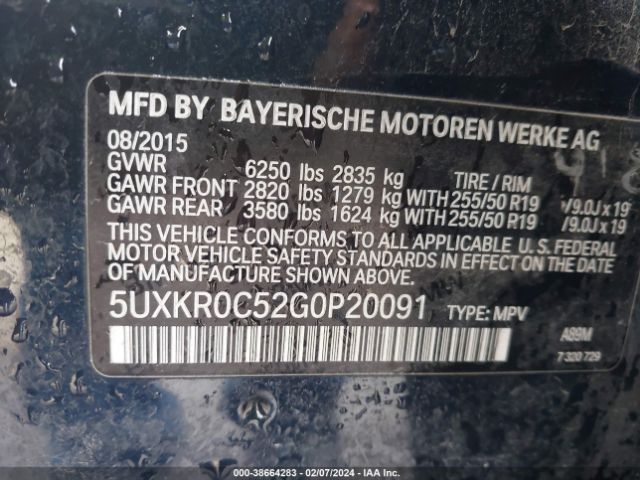 MFD BY BAYERISCHE MOTOREN WERKE AG
08/2015
GVWR 6250 lbs 2835 kg TIRE / RIM
GAWR FRONT 2820 lbs 1279 kg WITH 255/50 R19 /9.0J x 19
GAWR REAR 3580 lbs 1624 kg WITH 255/50 R19 /9.0J x 19
THIS VEHICLE CONFORMS TO ALL APPLICABLE U.S. FEDERAL
MOTOR VEHICLE SAFETY STANDARDS IN EFFECT ON THE DATE
OF MANUFACTURE SHOWN ABOVE.
5UXKR0C52G0P20091 TYPE: MPV
A89M
7 320 729
000-38664283 - 02/07/2024 - IAA Inc.